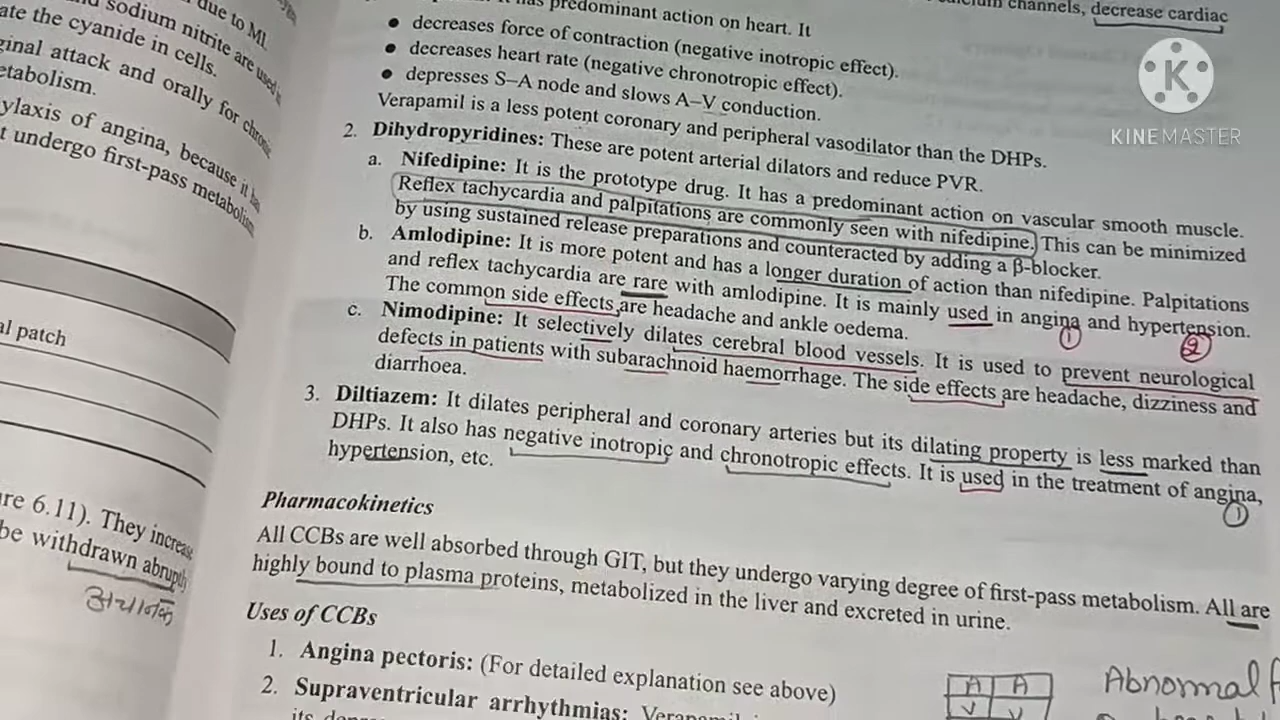 due to MI.
sodium nitrite are used
ate the cyanide in cells.
ginal attack and orally for chronic
etabolism.
ylaxis of angina, because it has
t undergo first-pass metabolism
al patch
re 6.11). They increase
be withdrawn abruptly
अचानक
has predominant action on heart. It
channels, decrease cardiac
• decreases force of contraction (negative inotropic effect).
• decreases heart rate (negative chronotropic effect).
• depresses S–A node and slows A–V conduction.
Verapamil is a less potent coronary and peripheral vasodilator than the DHPs.
2. Dihydropyridines: These are potent arterial dilators and reduce PVR.
a. Nifedipine: It is the prototype drug. It has a predominant action on vascular smooth muscle.
Reflex tachycardia and palpitations are commonly seen with nifedipine. This can be minimized
by using sustained release preparations and counteracted by adding a β-blocker.
b. Amlodipine: It is more potent and has a longer duration of action than nifedipine. Palpitations
and reflex tachycardia are rare with amlodipine. It is mainly used in angina and hypertension.
The common side effects are headache and ankle oedema.
1 2
c. Nimodipine: It selectively dilates cerebral blood vessels. It is used to prevent neurological
defects in patients with subarachnoid haemorrhage. The side effects are headache, dizziness and
diarrhoea.
3. Diltiazem: It dilates peripheral and coronary arteries but its dilating property is less marked than
DHPs. It also has negative inotropic and chronotropic effects. It is used in the treatment of angina,
hypertension, etc.
1
Pharmacokinetics
All CCBs are well absorbed through GIT, but they undergo varying degree of first-pass metabolism. All are
highly bound to plasma proteins, metabolized in the liver and excreted in urine.
Uses of CCBs
1. Angina pectoris: (For detailed explanation see above)
2. Supraventricular arrhythmias:
A A
V V
Abnormal
K
KINEMASTER